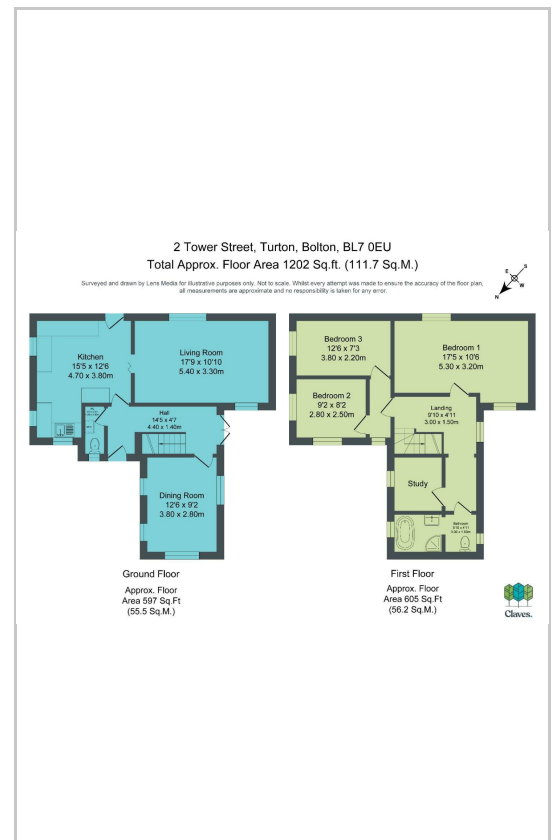 2 Tower Street, Turton, Bolton, BL7 0EU
Total Approx. Floor Area 1202 Sq.ft. (111.7 Sq.M.)
Surveyed and drawn by Lens Media for illustrative purposes only. Not to scale. Whilst every attempt was made to ensure the accuracy of the floor plan,
all measurements are approximate and no responsibility is taken for any error.
E
S
N
W
Kitchen
15'5 x 12'6
4.70 x 3.80m
Living Room
17'9 x 10'10
5.40 x 3.30m
Hall
14'5 x 4'7
4.40 x 1.40m
Dining Room
12'6 x 9'2
3.80 x 2.80m
Ground Floor
Approx. Floor
Area 597 Sq.Ft
(55.5 Sq.M.)
Bedroom 3
12'6 x 7'3
3.80 x 2.20m
Bedroom 1
17'5 x 10'6
5.30 x 3.20m
Bedroom 2
9'2 x 8'2
2.80 x 2.50m
Landing
9'10 x 4'11
3.00 x 1.50m
Study
Bathroom
First Floor
Approx. Floor
Area 605 Sq.Ft
(56.2 Sq.M.)
Claves.